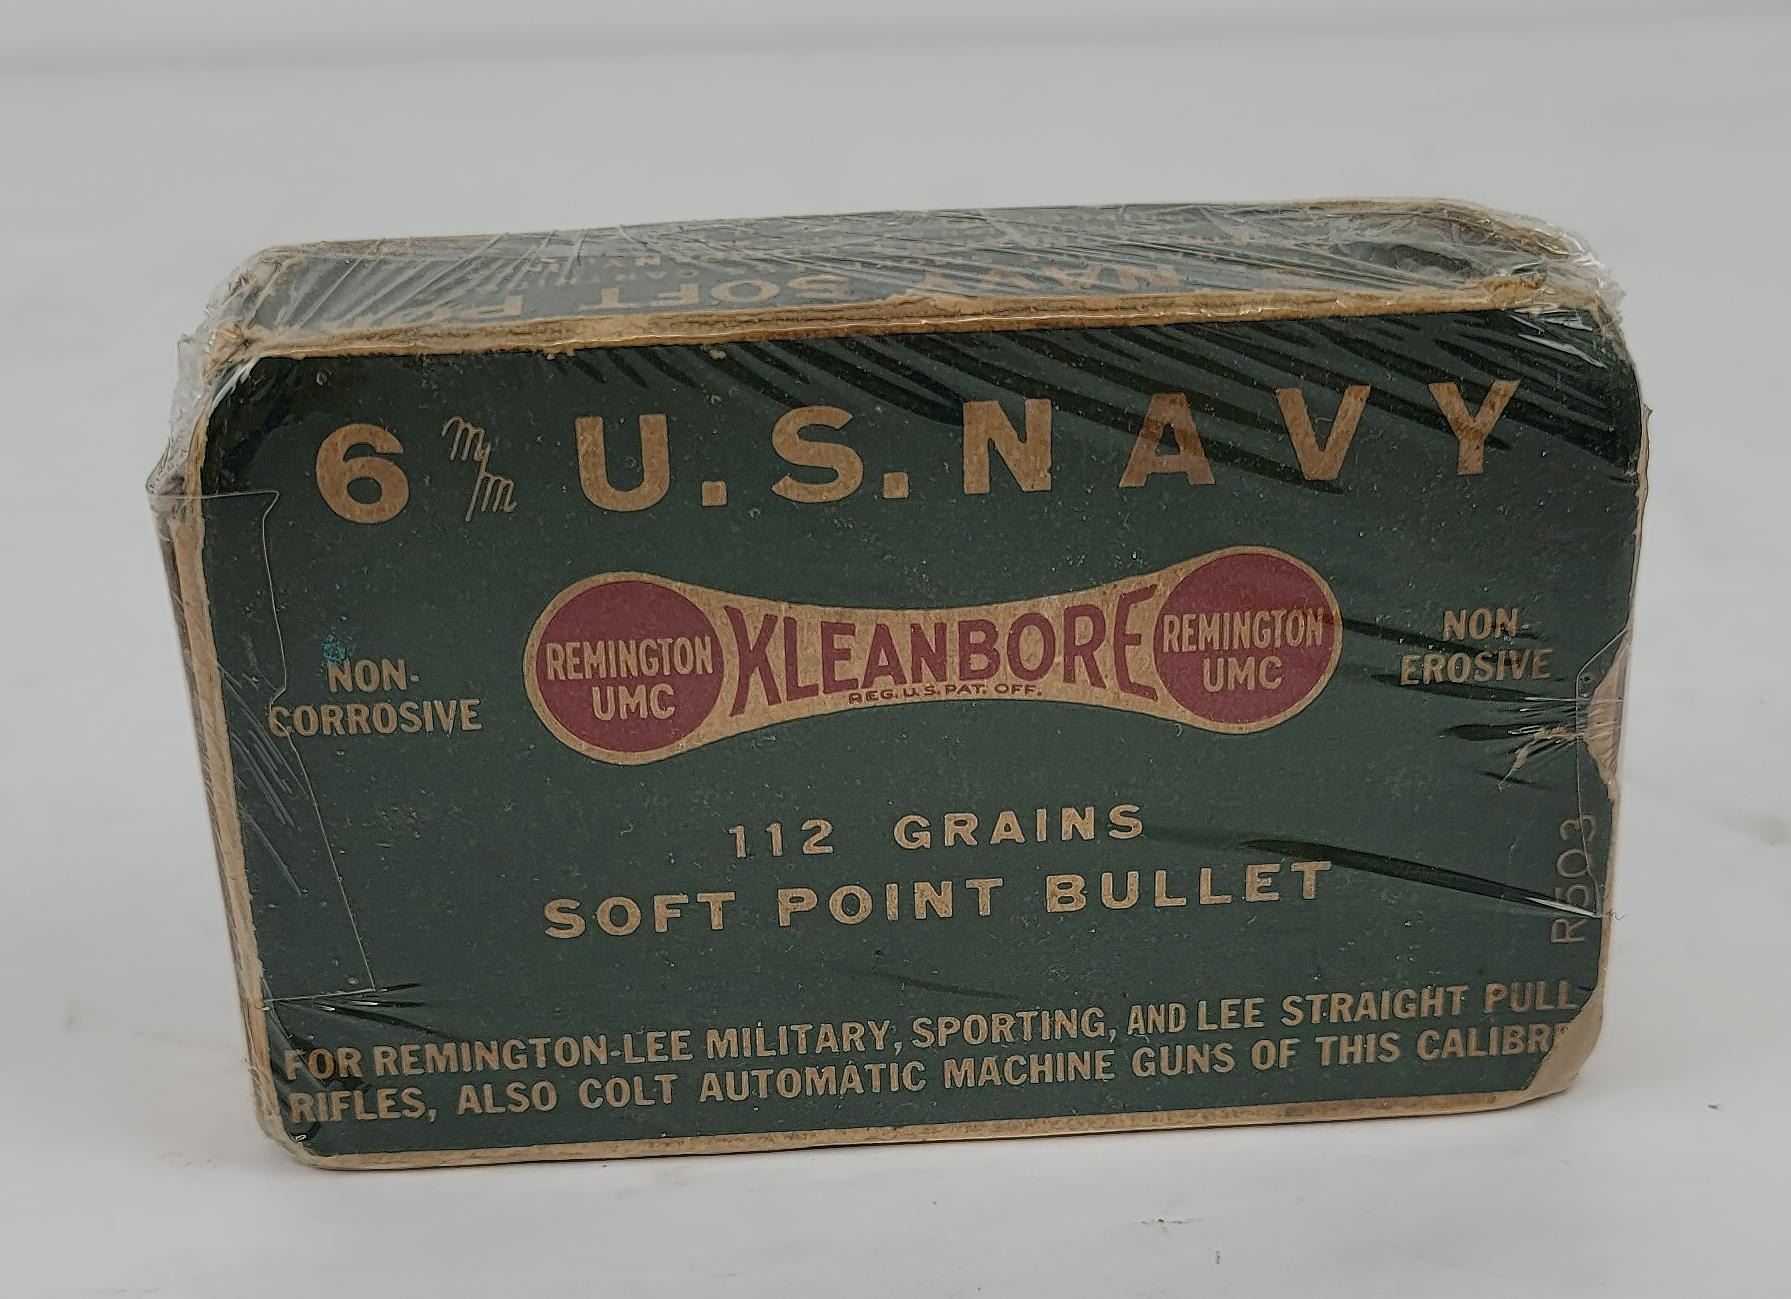 NAVY SOFT
6 m/m U.S. NAVY
REMINGTON UMC KLEANBORE REMINGTON UMC
REG. U.S. PAT. OFF.
NON-
CORROSIVE
NON-
EROSIVE
112 GRAINS
SOFT POINT BULLET
R503
FOR REMINGTON-LEE MILITARY, SPORTING, AND LEE STRAIGHT PULL
RIFLES, ALSO COLT AUTOMATIC MACHINE GUNS OF THIS CALIBRE